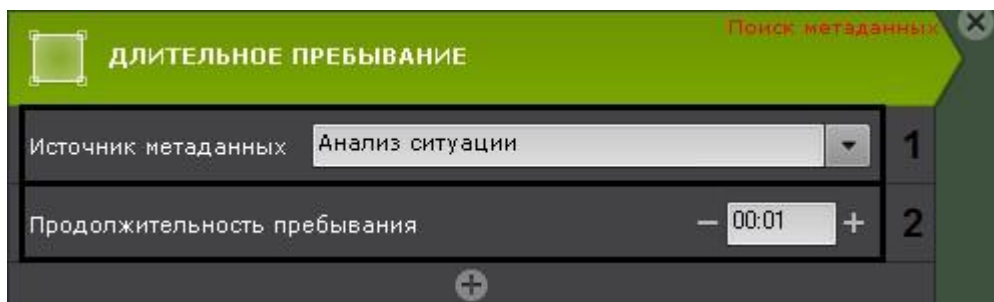 Поиск метаданных
ДЛИТЕЛЬНОЕ ПРЕБЫВАНИЕ
Источник метаданных Анализ ситуации 1
Продолжительность пребывания – 00:01 + 2